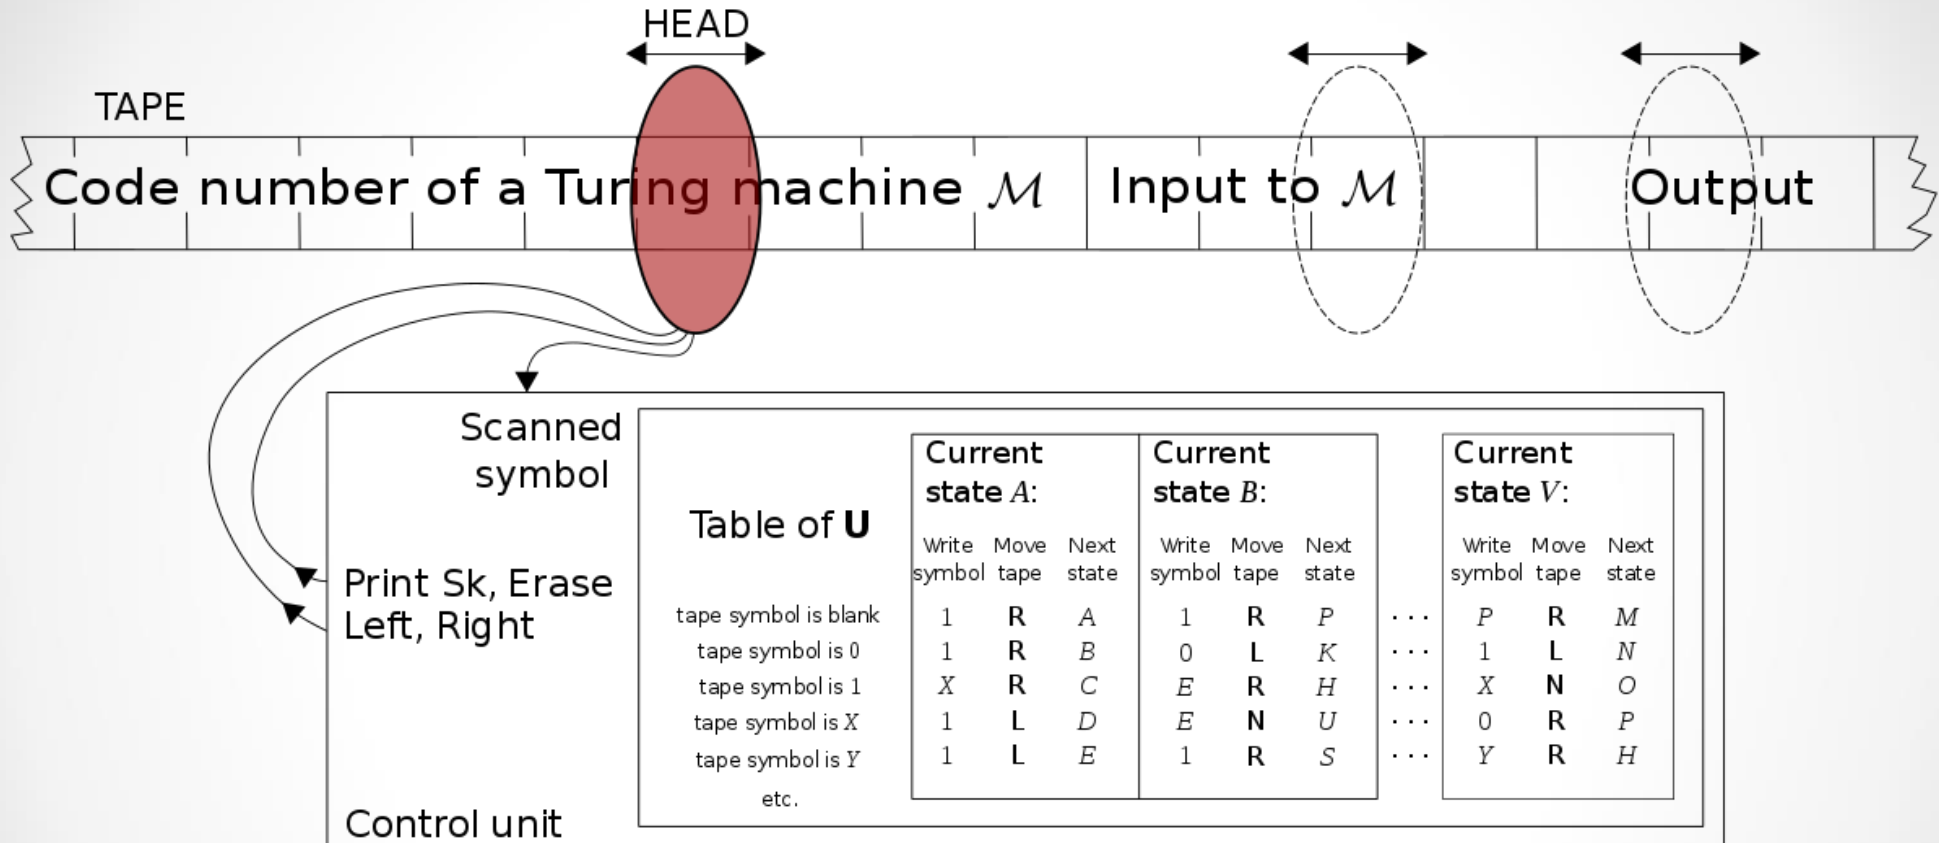 HEAD
TAPE
Code number of a Turing machine ℳ Input to ℳ Output
Scanned
symbol
Print Sk, Erase
Left, Right
Control unit
Table of U
Current Current Current
state A: state B: state V:
Write Move Next Write Move Next Write Move Next
symbol tape state symbol tape state symbol tape state
tape symbol is blank 1 R A 1 R P ··· P R M
tape symbol is 0 1 R B 0 L K ··· 1 L N
tape symbol is 1 X R C E R H ··· X N O
tape symbol is X 1 L D E N U ··· 0 R P
tape symbol is Y 1 L E 1 R S ··· Y R H
etc.